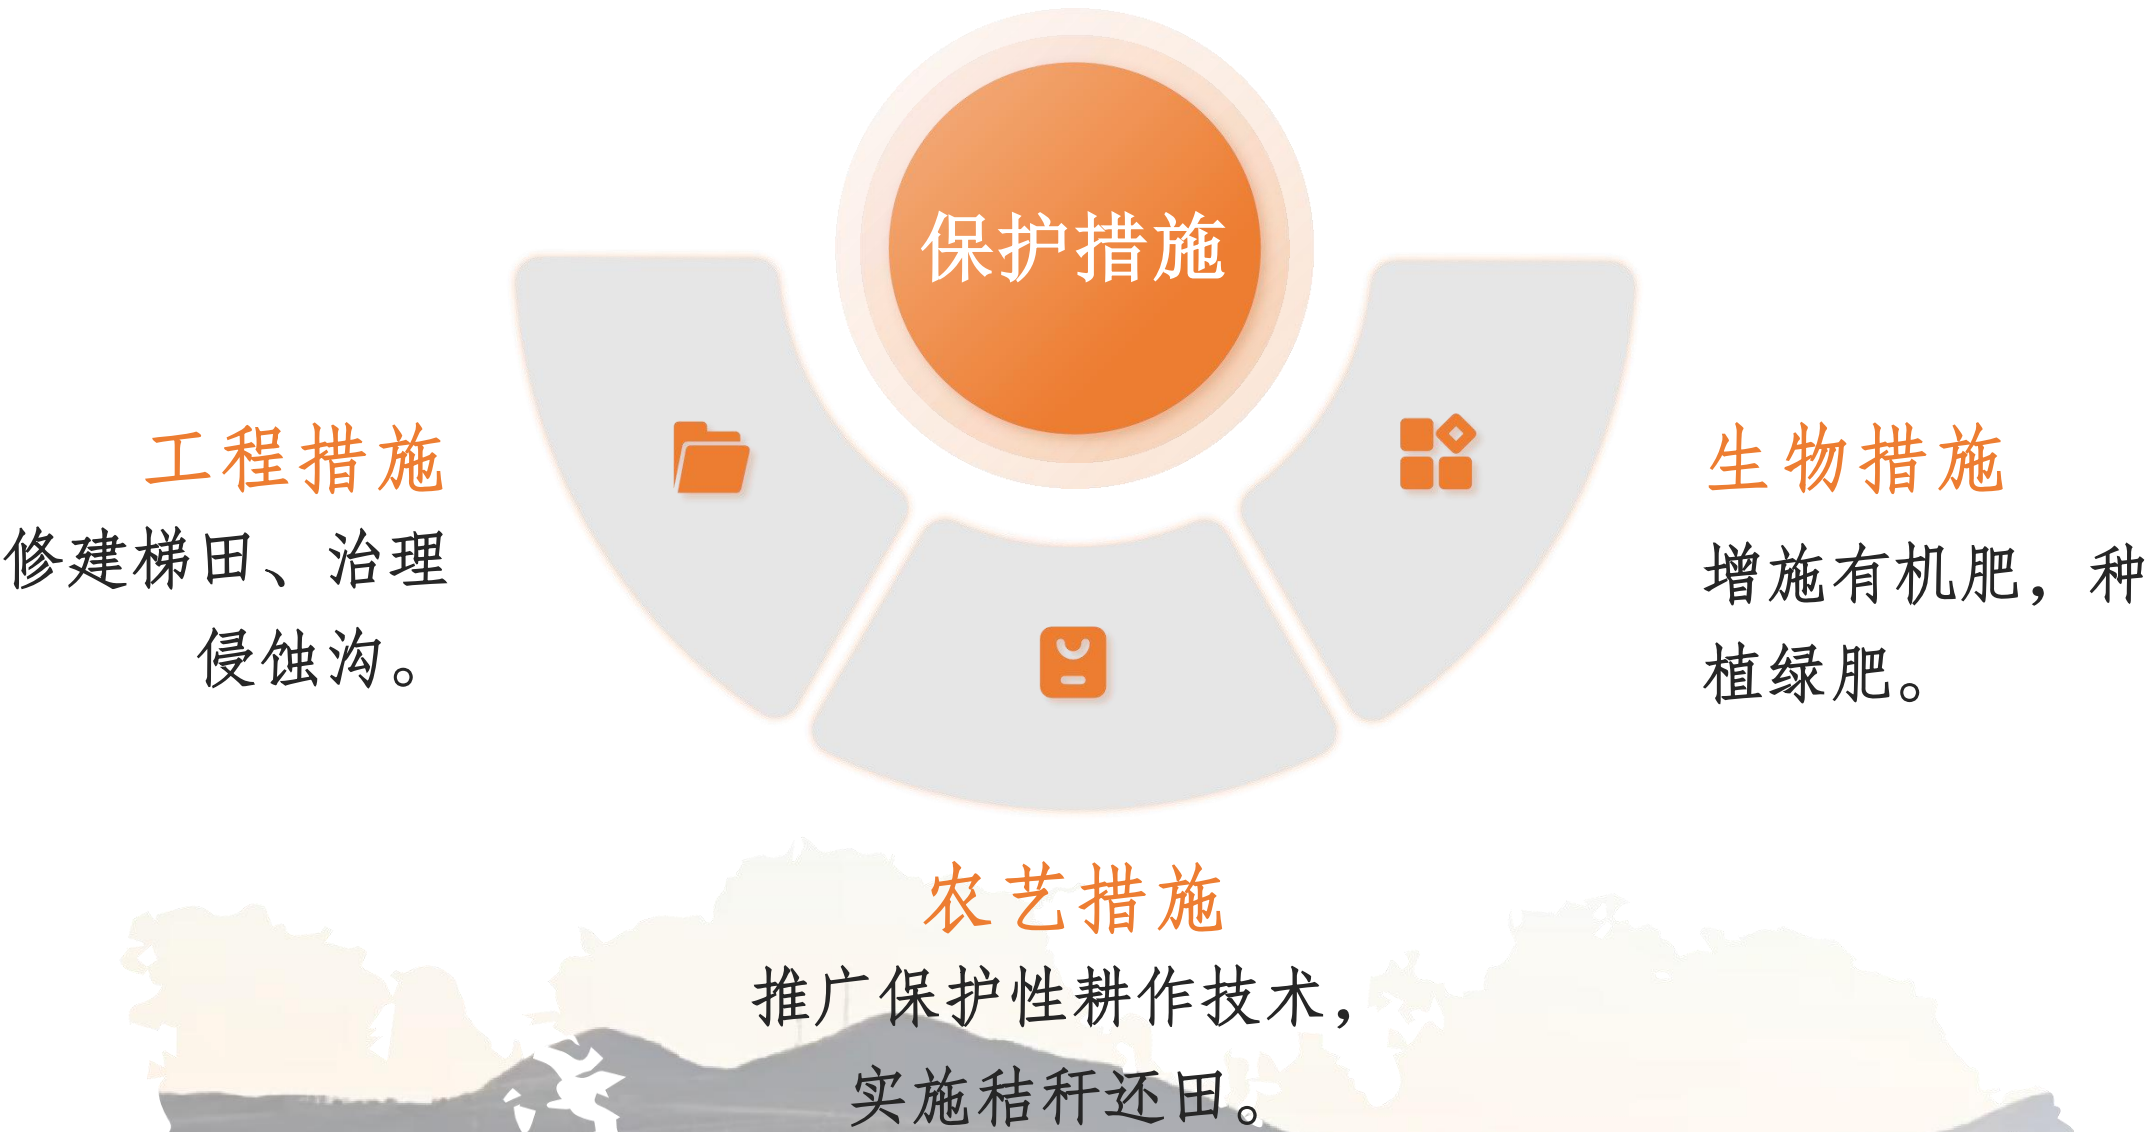 保护措施
工程措施
修建梯田、治理
侵蚀沟。
生物措施
增施有机肥，种
植绿肥。
农艺措施
推广保护性耕作技术，
实施秸秆还田。